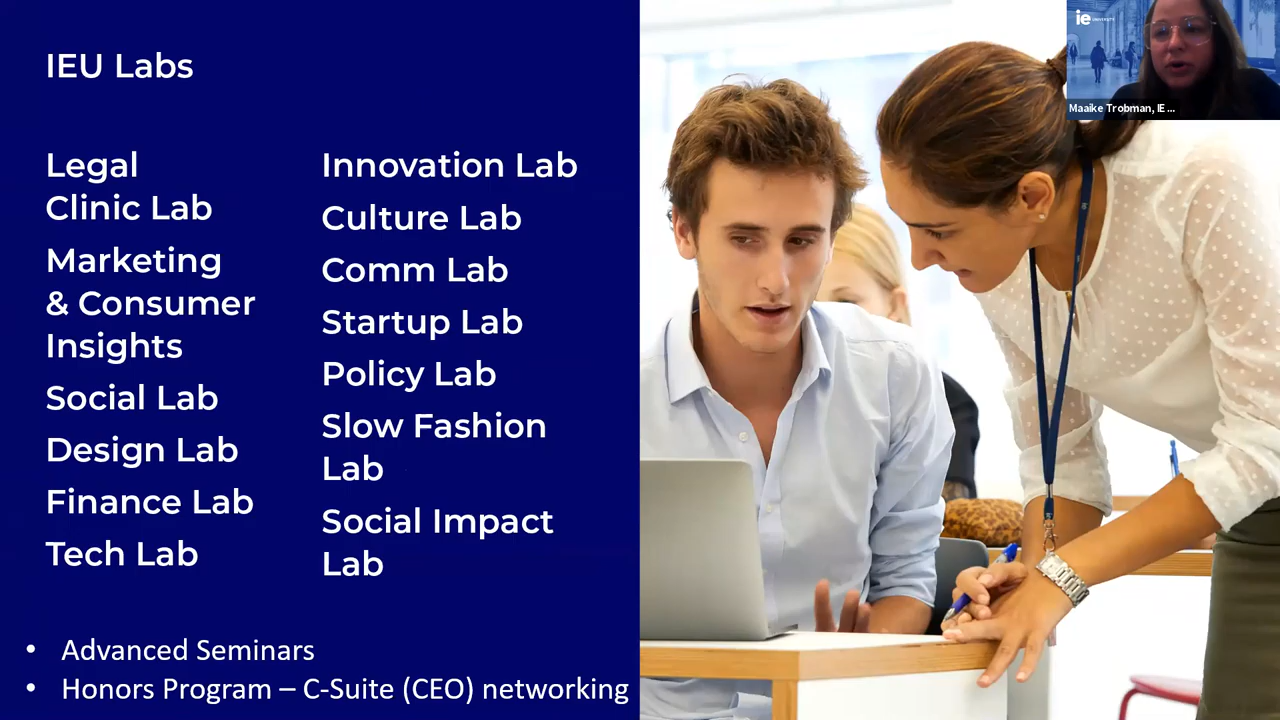 IEU Labs
Legal
Clinic Lab
Marketing
& Consumer
Insights
Social Lab
Design Lab
Finance Lab
Tech Lab
Innovation Lab
Culture Lab
Comm Lab
Startup Lab
Policy Lab
Slow Fashion
Lab
Social Impact
Lab
• Advanced Seminars
• Honors Program – C-Suite (CEO) networking
ie UNIVERSITY
Maaike Trobman, IE ...